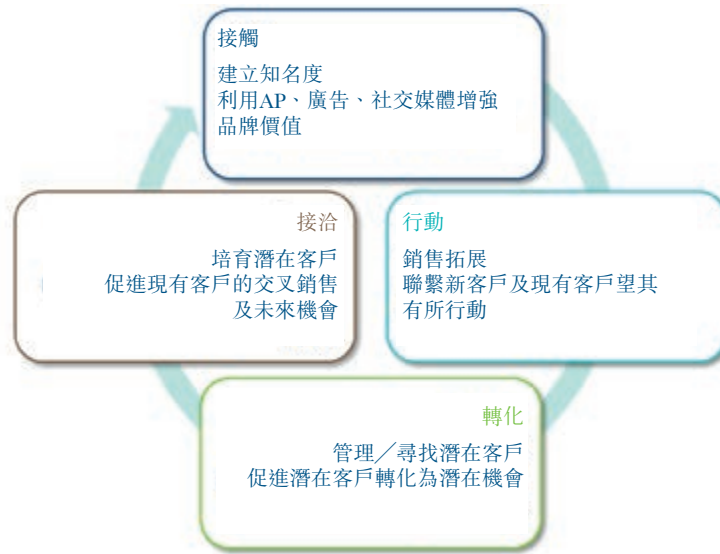 接觸
建立知名度
利用AP、廣告、社交媒體增強
品牌價值
行動
銷售拓展
聯繫新客戶及現有客戶望其
有所行動
轉化
管理／尋找潛在客戶
促進潛在客戶轉化為潛在機會
接洽
培育潛在客戶
促進現有客戶的交叉銷售
及未來機會